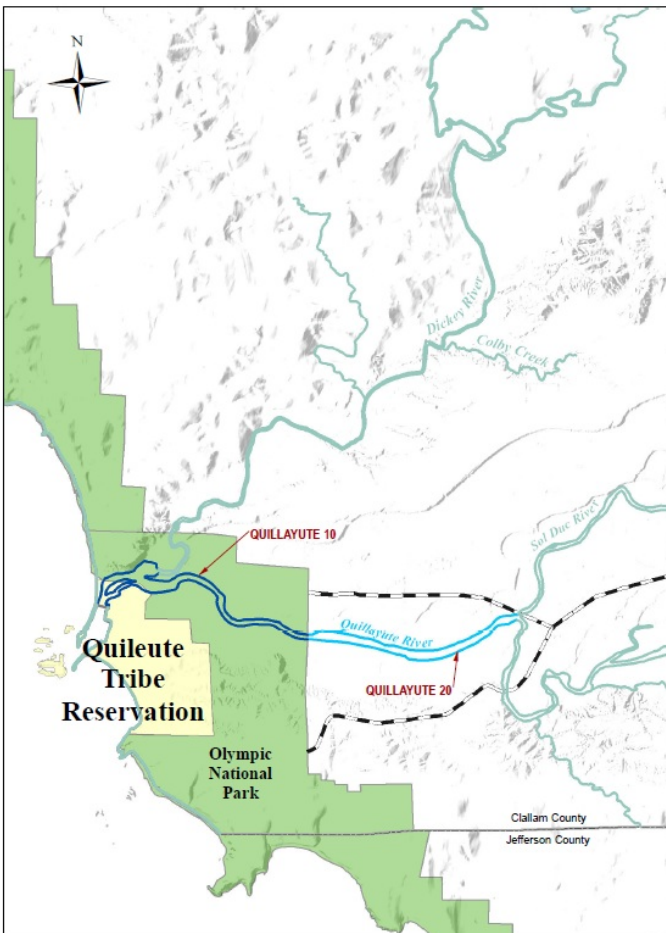 N
Dickey River
Colby Creek
Sol Duc River
QUILLAYUTE 10
Quillayute River
QUILLAYUTE 20
Quileute
Tribe
Reservation
Olympic
National
Park
Clallam County
Jefferson County